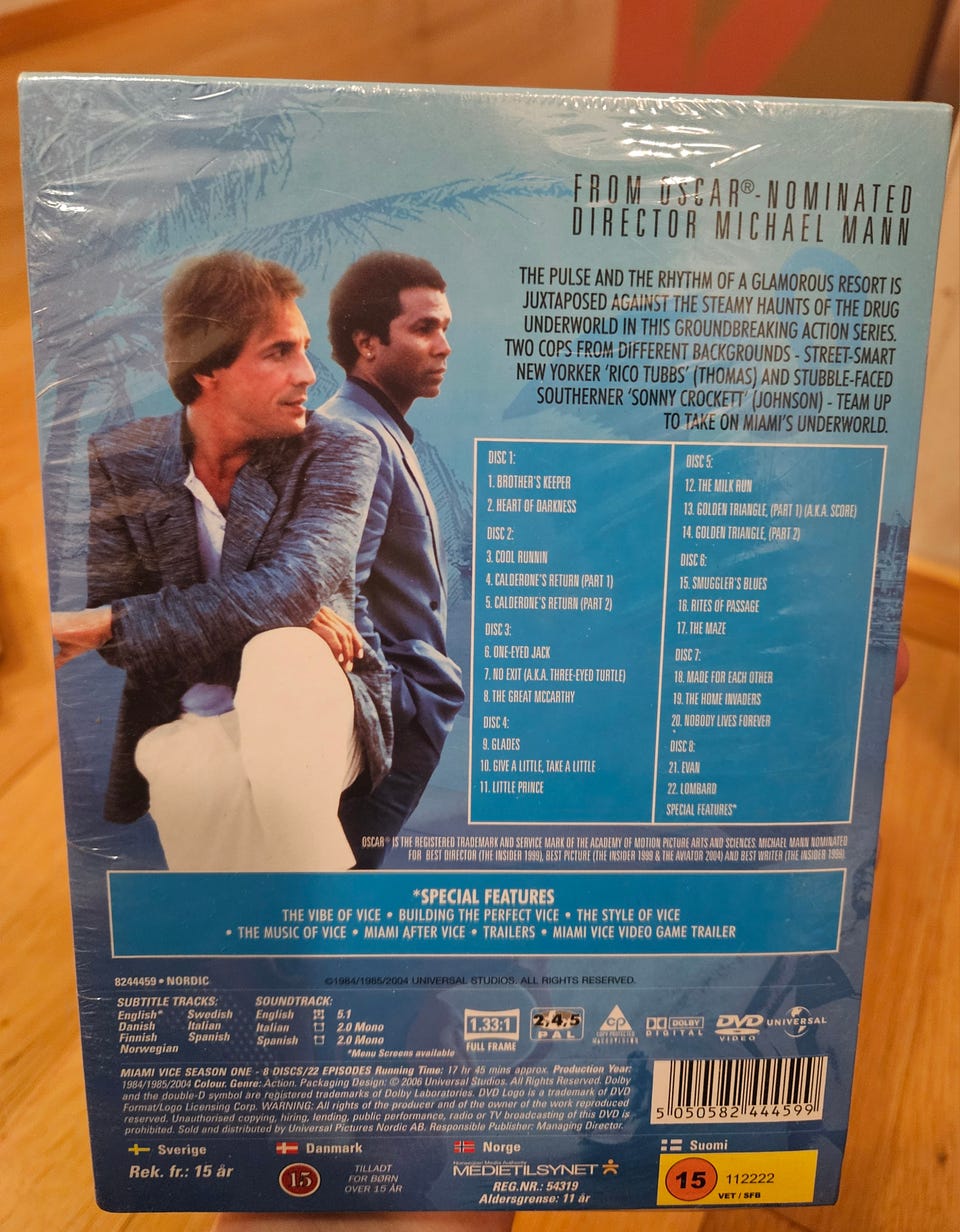 FROM OSCAR®-NOMINATED
DIRECTOR MICHAEL MANN
THE PULSE AND THE RHYTHM OF A GLAMOROUS RESORT IS
JUXTAPOSED AGAINST THE STEAMY HAUNTS OF THE DRUG
UNDERWORLD IN THIS GROUNDBREAKING ACTION SERIES.
TWO COPS FROM DIFFERENT BACKGROUNDS - STREET-SMART
NEW YORKER 'RICO TUBBS' (THOMAS) AND STUBBLE-FACED
SOUTHERNER 'SONNY CROCKETT' (JOHNSON) - TEAM UP
TO TAKE ON MIAMI'S UNDERWORLD.
DISC 1:
1. BROTHER'S KEEPER
2. HEART OF DARKNESS
DISC 2:
3. COOL RUNNIN
4. CALDERONE'S RETURN (PART 1)
5. CALDERONE'S RETURN (PART 2)
DISC 3:
6. ONE-EYED JACK
7. NO EXIT (A.K.A. THREE-EYED TURTLE)
8. THE GREAT MCCARTHY
DISC 4:
9. GLADES
10. GIVE A LITTLE, TAKE A LITTLE
11. LITTLE PRINCE
DISC 5:
12. THE MILK RUN
13. GOLDEN TRIANGLE, (PART 1) (A.K.A. SCORE)
14. GOLDEN TRIANGLE, (PART 2)
DISC 6:
15. SMUGGLER'S BLUES
16. RITES OF PASSAGE
17. THE MAZE
DISC 7:
18. MADE FOR EACH OTHER
19. THE HOME INVADERS
20. NOBODY LIVES FOREVER
DISC 8:
21. EVAN
22. LOMBARD
SPECIAL FEATURES*
OSCAR® IS THE REGISTERED TRADEMARK AND SERVICE MARK OF THE ACADEMY OF MOTION PICTURE ARTS AND SCIENCES. MICHAEL MANN NOMINATED
FOR BEST DIRECTOR (THE INSIDER 1999), BEST PICTURE (THE INSIDER 1999 & THE AVIATOR 2004) AND BEST WRITER (THE INSIDER 1999)
*SPECIAL FEATURES
THE VIBE OF VICE • BUILDING THE PERFECT VICE • THE STYLE OF VICE
• THE MUSIC OF VICE • MIAMI AFTER VICE • TRAILERS • MIAMI VICE VIDEO GAME TRAILER
8244459 • NORDIC
©1984/1985/2004 UNIVERSAL STUDIOS. ALL RIGHTS RESERVED.
SUBTITLE TRACKS:
English* Swedish
Danish Italian
Finnish Spanish
Norwegian
SOUNDTRACK:
English 5.1
Italian 2.0 Mono
Spanish 2.0 Mono
*Menu Screens available
1.33:1
FULL FRAME
2,4,5
PAL
CP
COPY PROTECTED
DOLBY
DIGITAL
DVD
VIDEO
UNIVERSAL
MIAMI VICE SEASON ONE - 8 DISCS/22 EPISODES Running Time: 17 hr 45 mins approx. Production Year:
1984/1985/2004 Colour. Genre: Action. Packaging Design: © 2006 Universal Studios. All Rights Reserved. Dolby
and the double-D symbol are registered trademarks of Dolby Laboratories. DVD Logo is a trademark of DVD
Format/Logo Licensing Corp. WARNING: All rights of the producer and of the owner of the work reproduced
reserved. Unauthorised copying, hiring, lending, public performance, radio or TV broadcasting of this DVD is
prohibited. Sold and distributed by Universal Pictures Nordic AB. Responsible Publisher: Managing Director.
5 050582 444599
Sverige
Rek. fr.: 15 år
Danmark
15
TILLADT
FOR BØRN
OVER 15 ÅR
Norge
Norwegian Media Authority
MEDIETILSYNET
REG.NR.: 54319
Aldersgrense: 11 år
Suomi
15
112222
VET / SFB